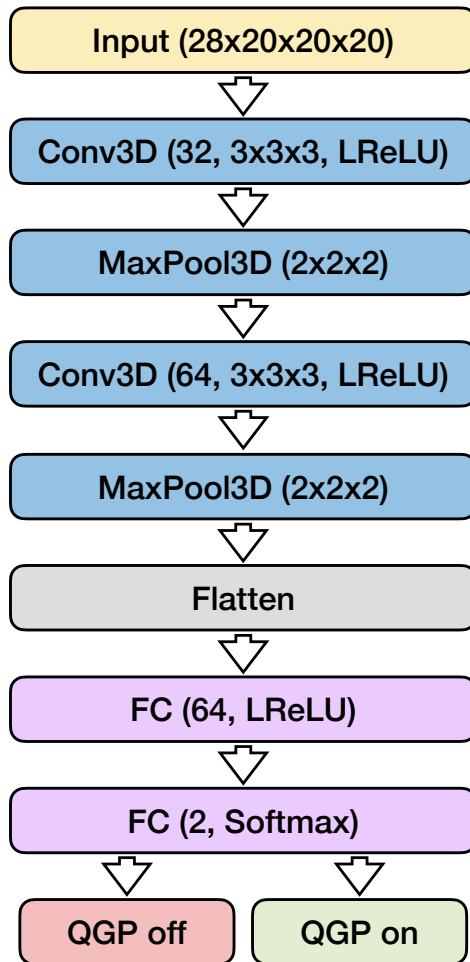 Input (28x20x20x20)
Conv3D (32, 3x3x3, LReLU)
MaxPool3D (2x2x2)
Conv3D (64, 3x3x3, LReLU)
MaxPool3D (2x2x2)
Flatten
FC (64, LReLU)
FC (2, Softmax)
QGP off
QGP on